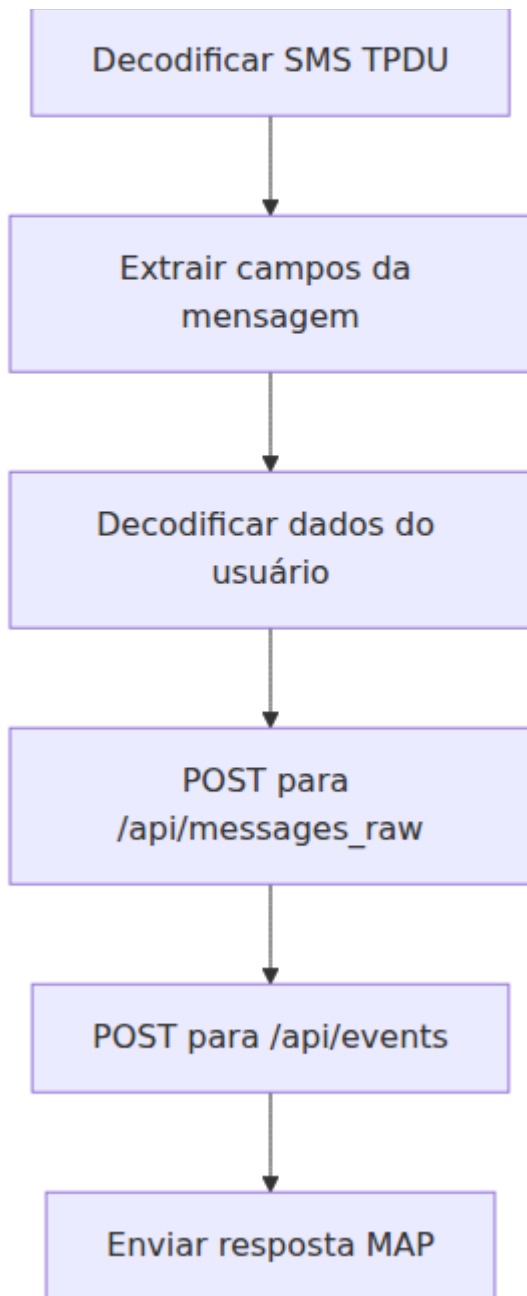 Decodificar SMS TPDU
Extrair campos da
mensagem
Decodificar dados do
usuário
POST para
/api/messages_raw
POST para /api/events
Enviar resposta MAP